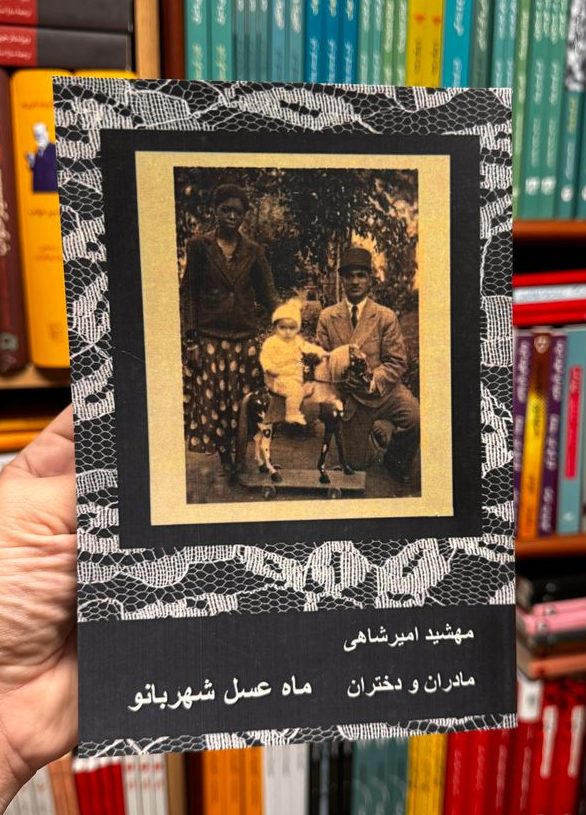 مهشید امیرشاهی
مادران و دختران   ماه عسل شهربانو